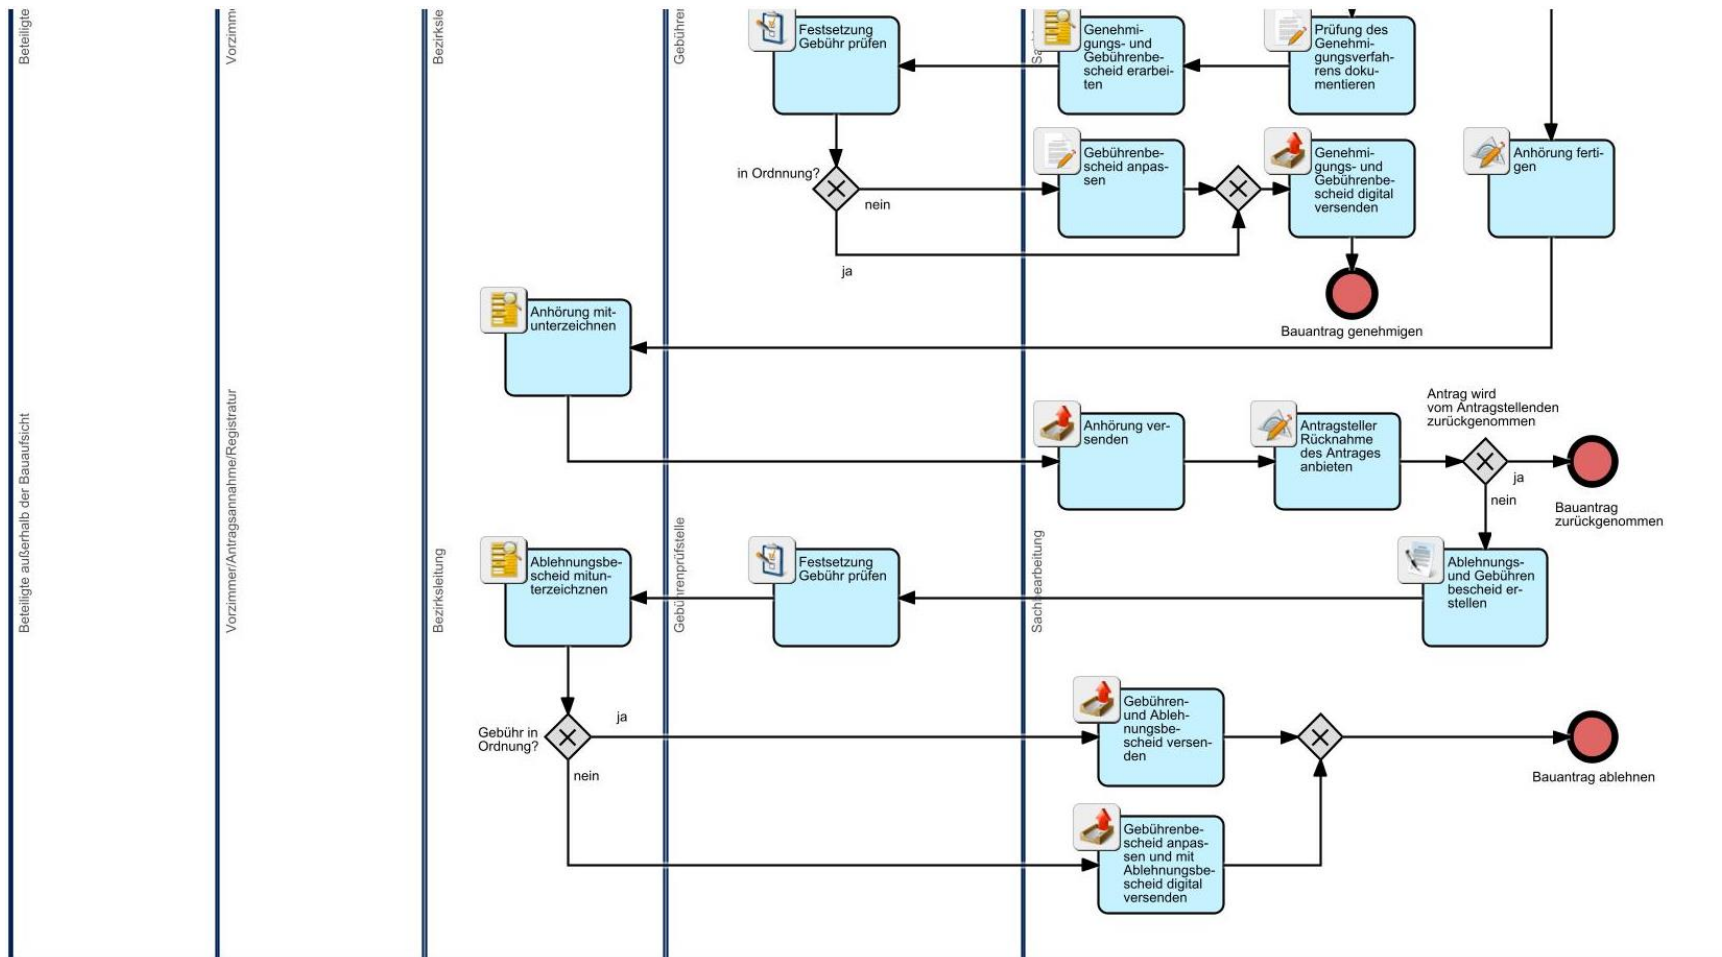 Beteiligte
Vorzimm
Bezirksle
Gebühren
Sa
Festsetzung
Gebühr prüfen
Genehmi-
gungs- und
Gebührenbe-
scheid erarbei-
ten
Prüfung des
Genehmi-
gungsverfah-
rens doku-
mentieren
in Ordnnung?
nein
ja
Gebührenbe-
scheid anpas-
sen
Genehmi-
gungs- und
Gebührenbe-
scheid digital
versenden
Anhörung ferti-
gen
Bauantrag genehmigen
Anhörung mit-
unterzeichnen
Beteiligte außerhalb der Bauaufsicht
Vorzimmer/Antragsannahme/Registratur
Bezirksleitung
Gebührenprüfstelle
Sachbearbeitung
Anhörung ver-
senden
Antragsteller
Rücknahme
des Antrages
anbieten
Antrag wird
vom Antragstellenden
zurückgenommen
ja
nein
Bauantrag
zurückgenommen
Ablehnungsbe-
scheid mitun-
terzeichznen
Festsetzung
Gebühr prüfen
Ablehnungs-
und Gebühren
bescheid er-
stellen
Gebühr in
Ordnung?
ja
nein
Gebühren-
und Ableh-
nungsbe-
scheid versen-
den
Bauantrag ablehnen
Gebührenbe-
scheid anpas-
sen und mit
Ablehnungsbe-
scheid digital
versenden